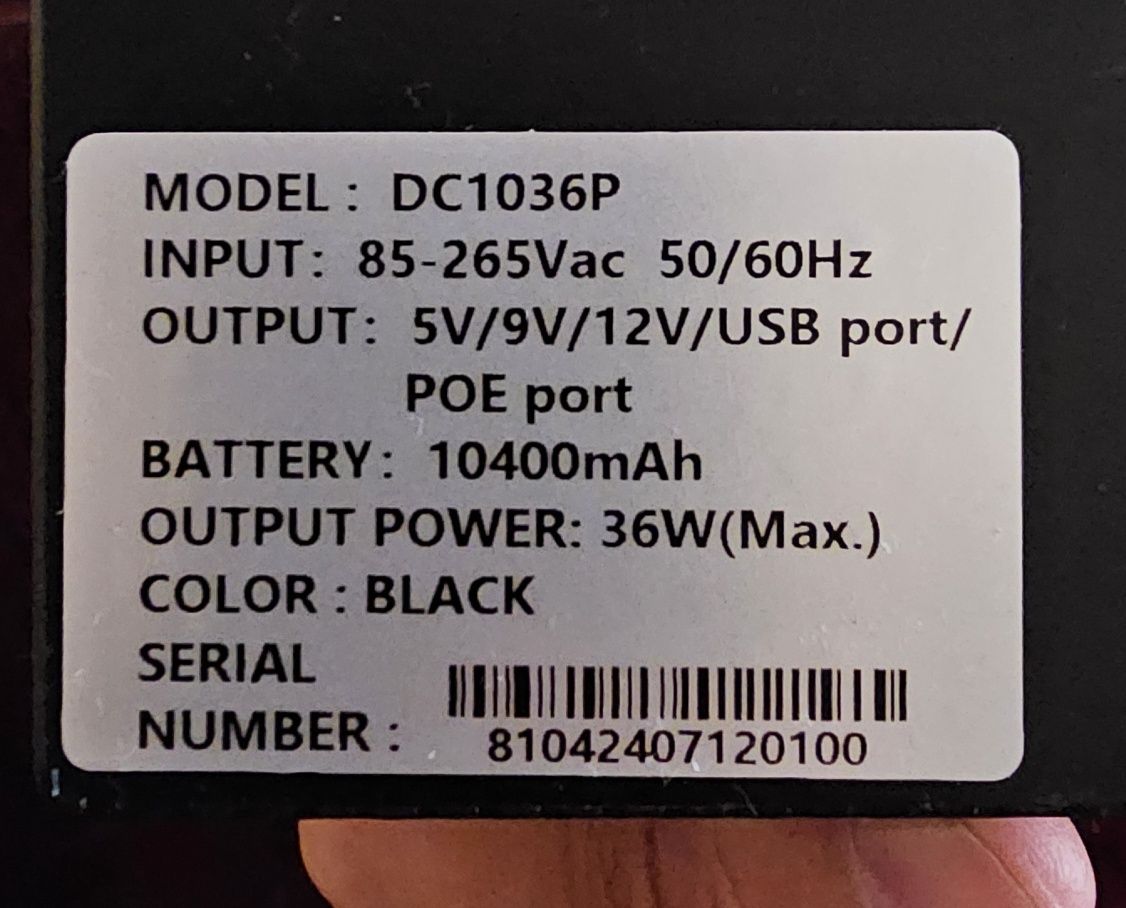 MODEL : DC1036P
INPUT: 85-265Vac 50/60Hz
OUTPUT: 5V/9V/12V/USB port/
POE port
BATTERY: 10400mAh
OUTPUT POWER: 36W(Max.)
COLOR : BLACK
SERIAL
NUMBER :
81042407120100